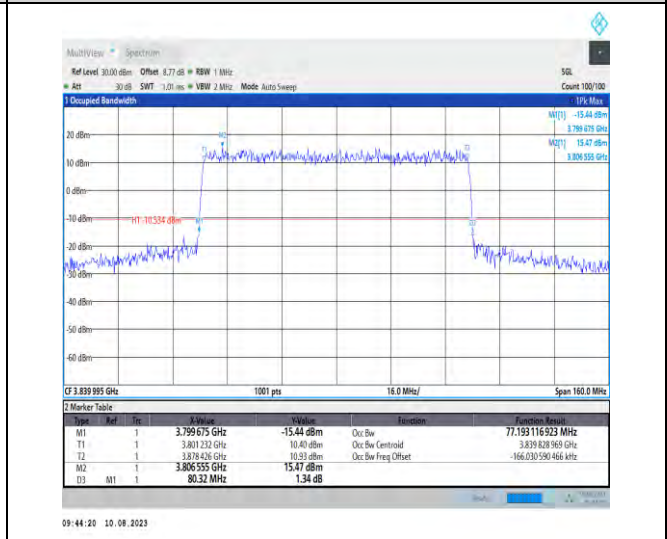 MultiView Spectrum
Ref Level 30.00 dBm Offset 8.77 dB RBW 1 MHz SGL
Att 30 dB SWT 1.01 ms VBW 2 MHz Mode Auto Sweep Count 100/100
1 Occupied Bandwidth 1Pk Max
M1[1] -15.44 dBm
3.799 675 GHz
M2[1] 15.47 dBm
3.806 555 GHz
20 dBm
M2
T1
T2
10 dBm
0 dBm
-10 dBm
H1 -10.534 dBm
M1
D3
-20 dBm
-30 dBm
-40 dBm
-50 dBm
-60 dBm
CF 3.839 995 GHz 1001 pts 16.0 MHz/ Span 160.0 MHz
2 Marker Table
Type Ref Trc X-Value Y-Value Function Function Result
M1 1 3.799 675 GHz -15.44 dBm Occ Bw 77.193 116 923 MHz
T1 1 3.801 232 GHz 10.40 dBm Occ Bw Centroid 3.839 828 969 GHz
T2 1 3.878 426 GHz 10.93 dBm Occ Bw Freq Offset -166.030 590 466 kHz
M2 1 3.806 555 GHz 15.47 dBm
D3 M1 1 80.32 MHz 1.34 dB
09:44:20 10.08.2023